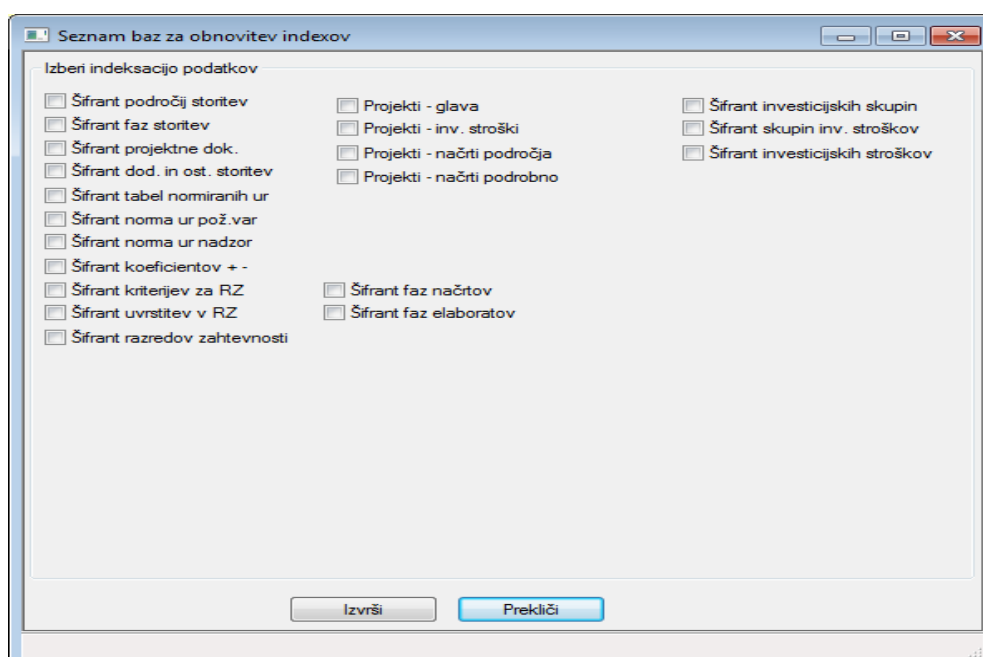 Seznam baz za obnovitev indexov
Izberi indeksacijo podatkov
Šifrant področij storitev
Šifrant faz storitev
Šifrant projektne dok.
Šifrant dod. in ost. storitev
Šifrant tabel normiranih ur
Šifrant norma ur pož.var
Šifrant norma ur nadzor
Šifrant koeficientov + -
Šifrant kriterijev za RZ
Šifrant uvrstitev v RZ
Šifrant razredov zahtevnosti
Projekti - glava
Projekti - inv. stroški
Projekti - načrti področja
Projekti - načrti podrobno
Šifrant faz načrtov
Šifrant faz elaboratov
Šifrant investicijskih skupin
Šifrant skupin inv. stroškov
Šifrant investicijskih stroškov
Izvrši
Prekliči